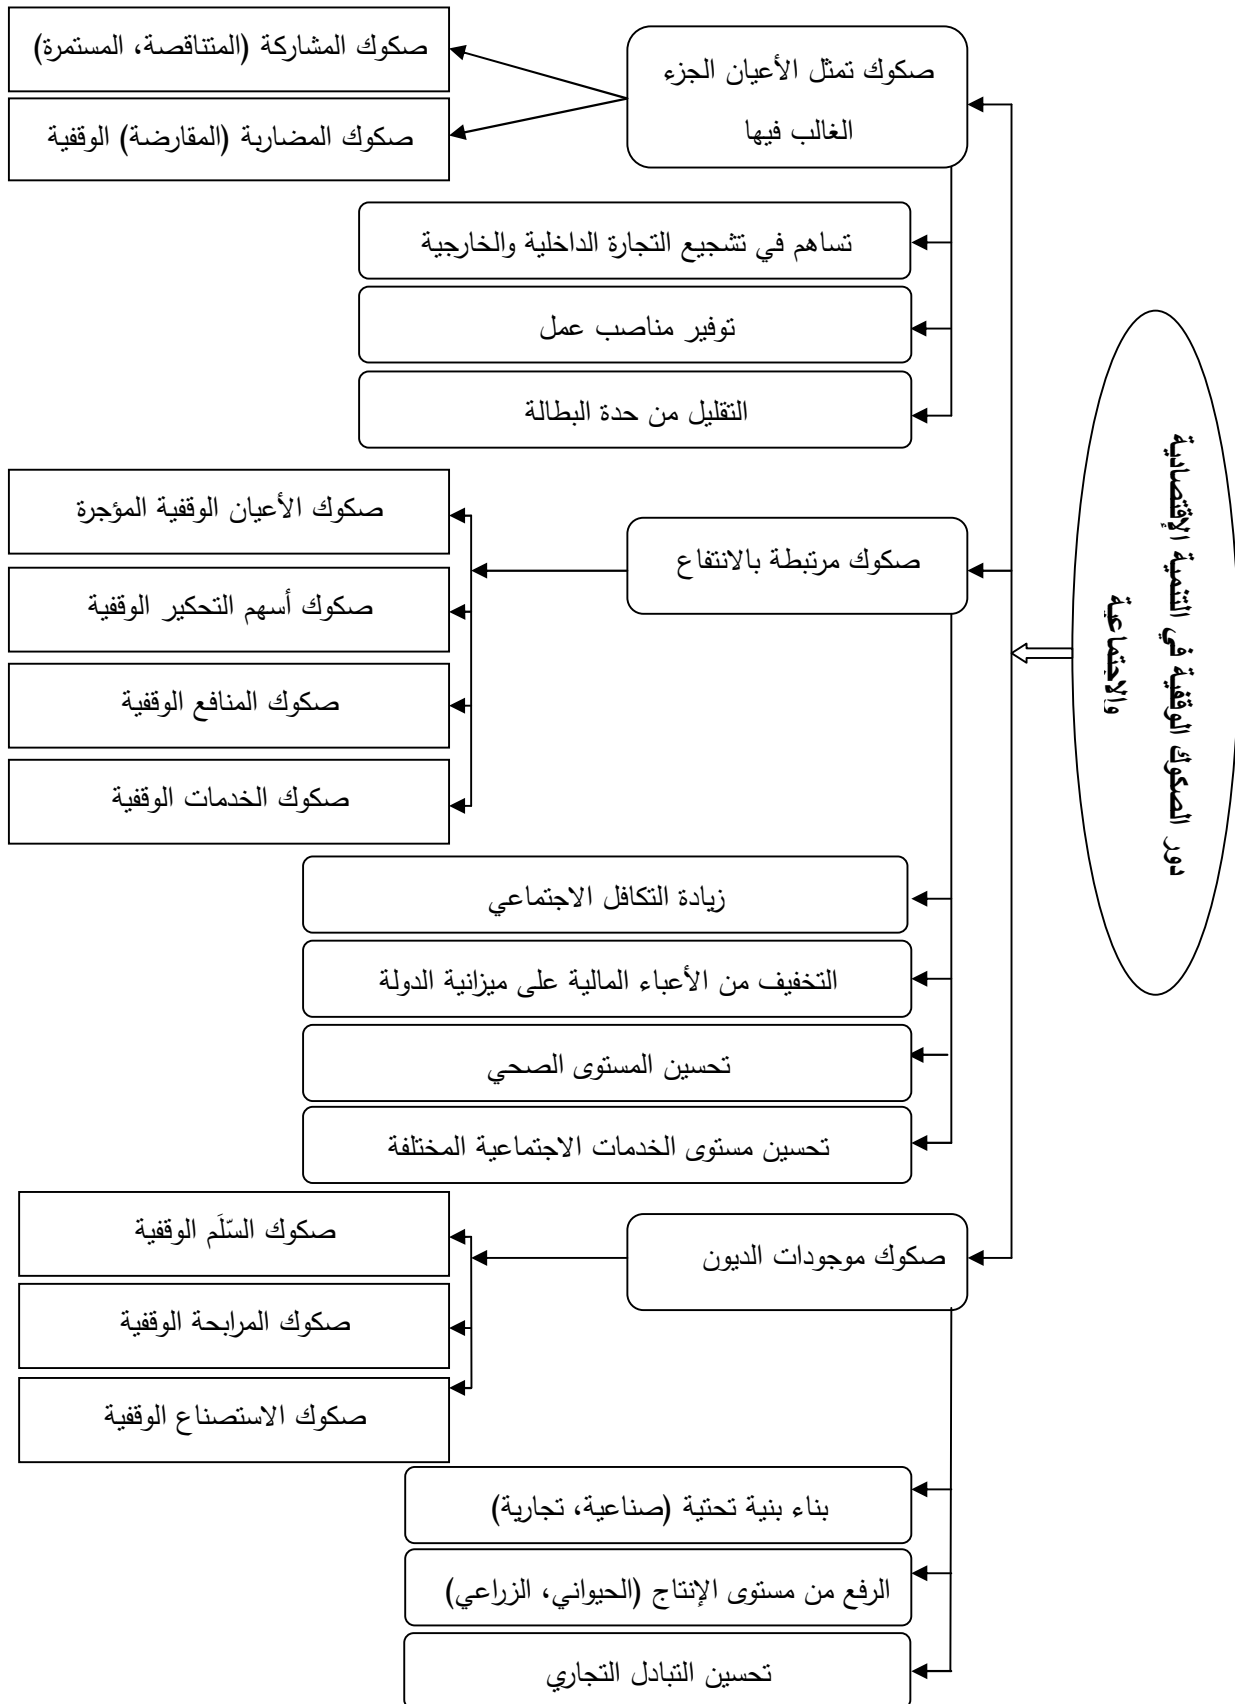 دور الصكوك الوقفية في التنمية الإقتصادية
والاجتماعية
صكوك تمثل الأعيان الجزء
الغالب فيها
صكوك المشاركة (المتناقصة، المستمرة)
صكوك المضاربة (المقارضة) الوقفية
تساهم في تشجيع التجارة الداخلية والخارجية
توفير مناصب عمل
التقليل من حدة البطالة
صكوك مرتبطة بالانتفاع
صكوك الأعيان الوقفية المؤجرة
صكوك أسهم التحكير الوقفية
صكوك المنافع الوقفية
صكوك الخدمات الوقفية
زيادة التكافل الاجتماعي
التخفيف من الأعباء المالية على ميزانية الدولة
تحسين المستوى الصحي
تحسين مستوى الخدمات الاجتماعية المختلفة
صكوك موجودات الديون
صكوك السّلَم الوقفية
صكوك المرابحة الوقفية
صكوك الاستصناع الوقفية
بناء بنية تحتية (صناعية، تجارية)
الرفع من مستوى الإنتاج (الحيواني، الزراعي)
تحسين التبادل التجاري